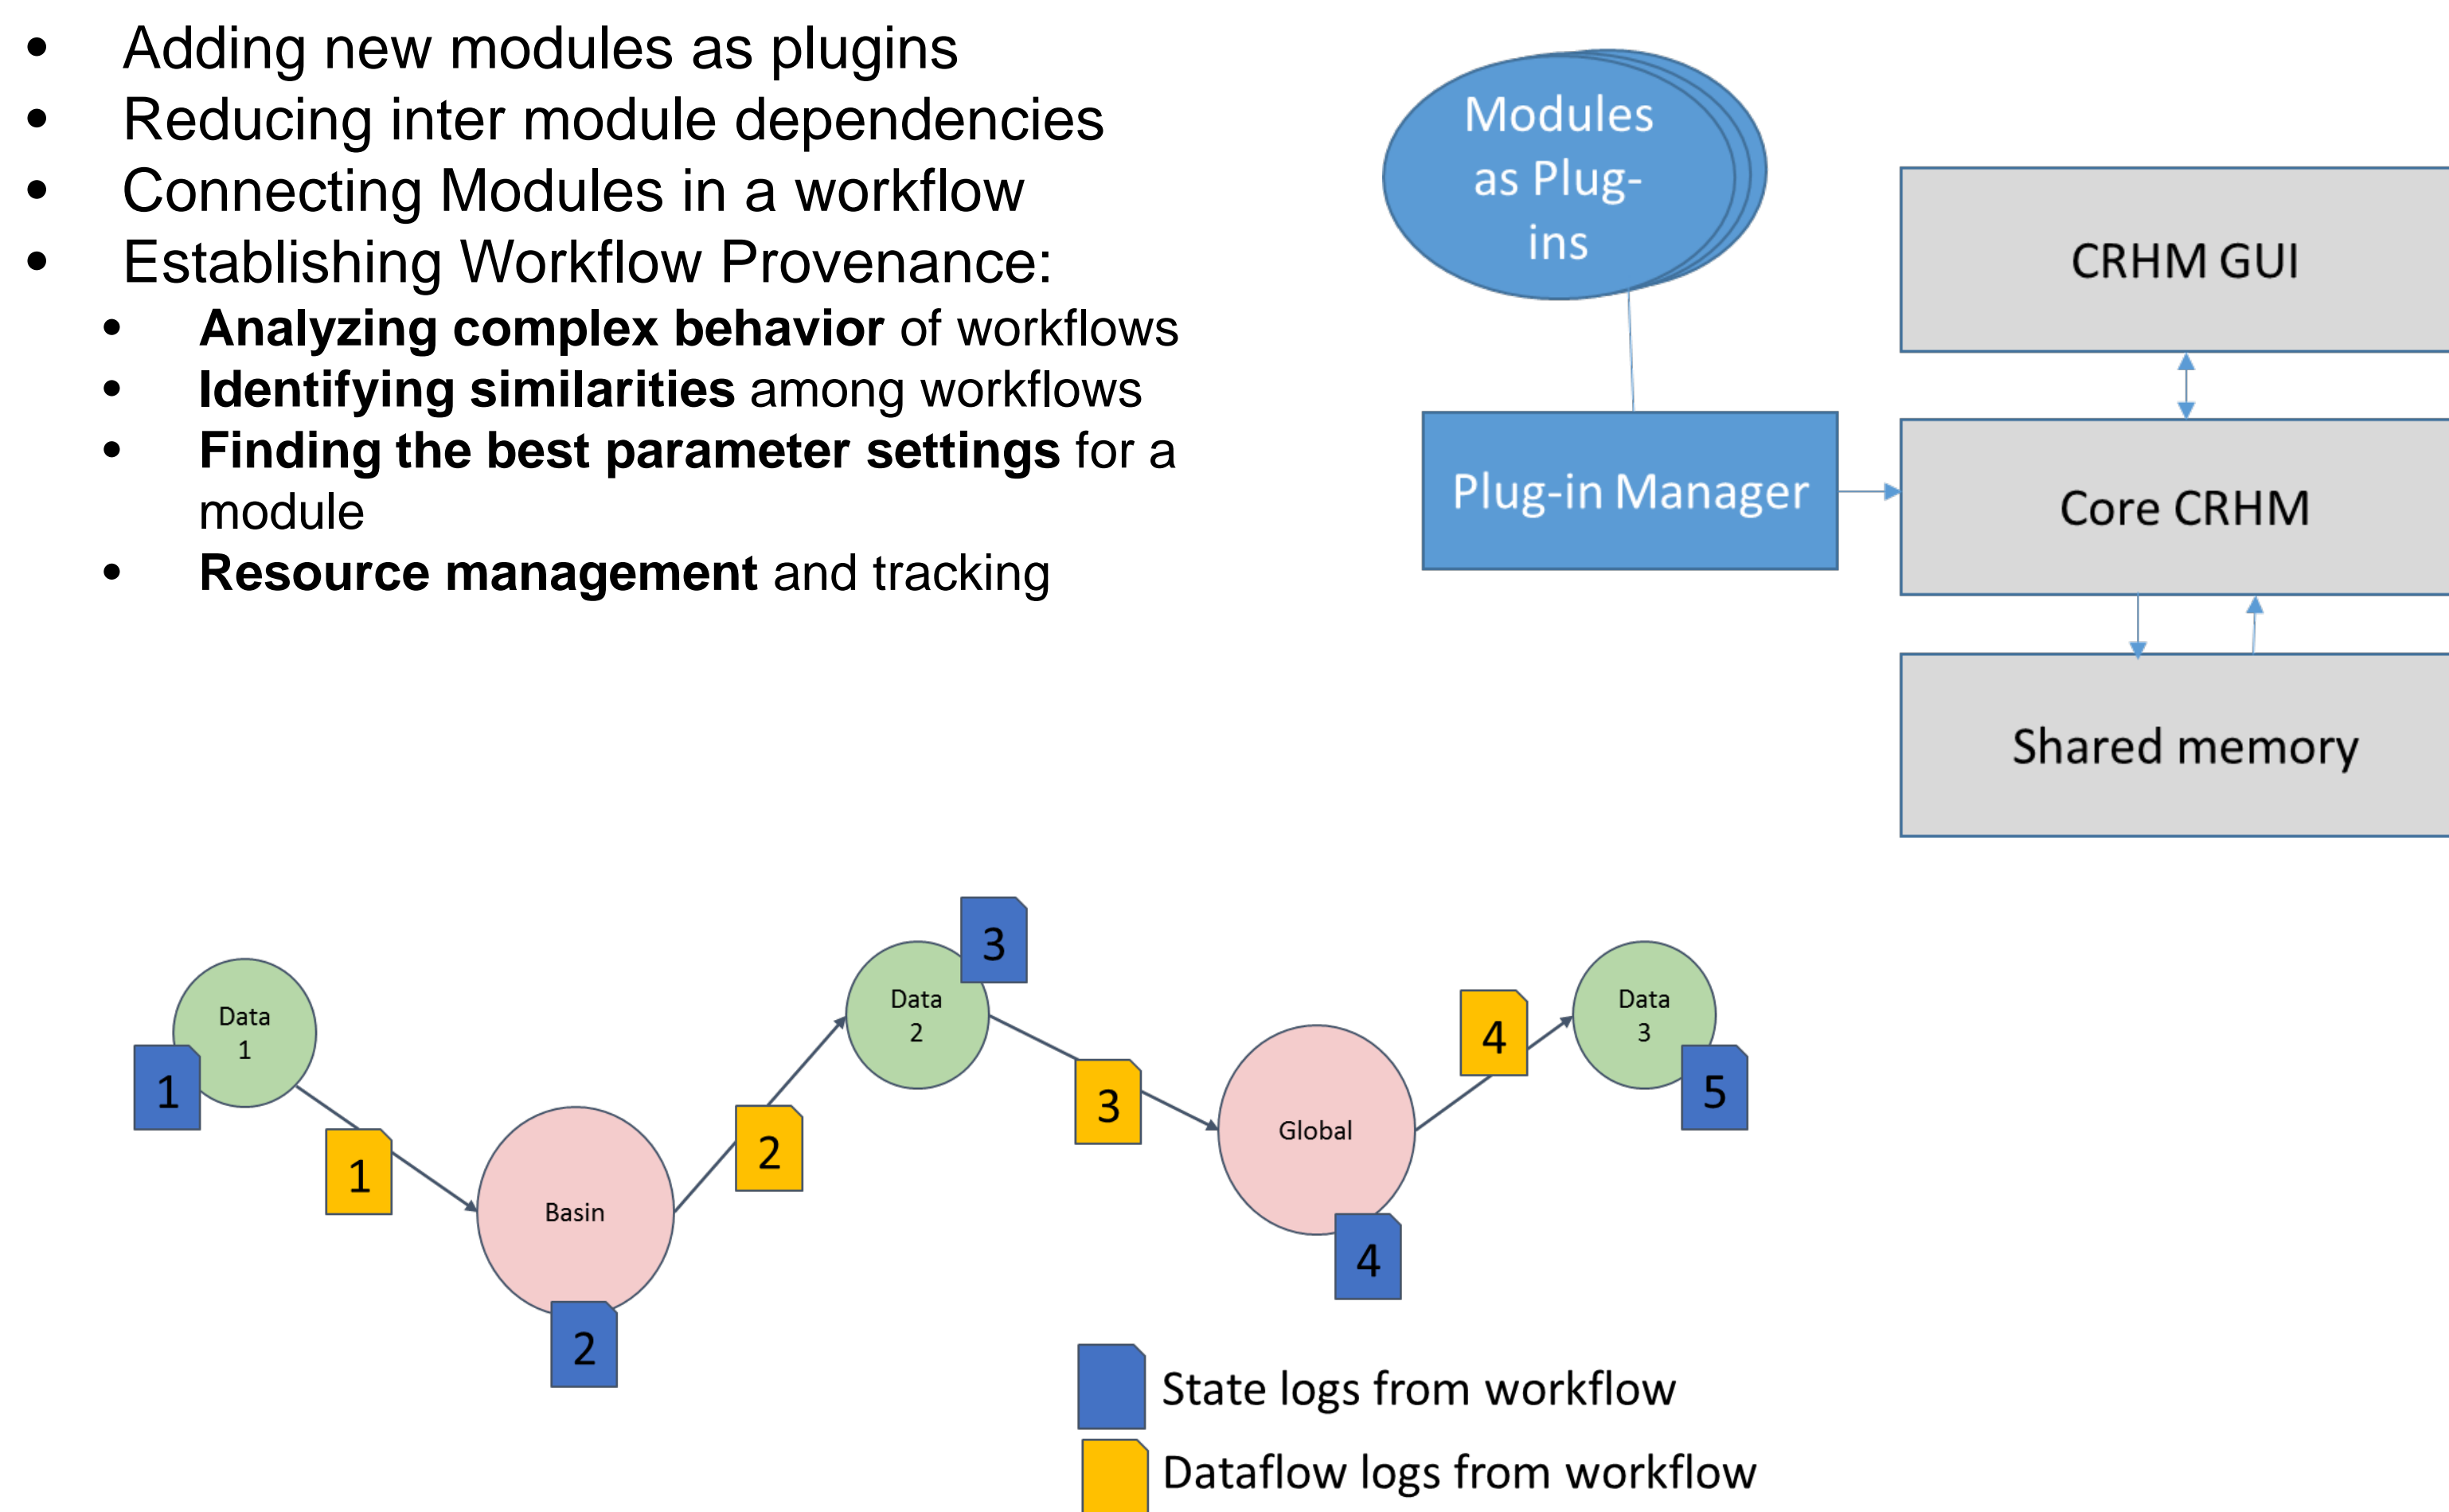 • Adding new modules as plugins
• Reducing inter module dependencies
• Connecting Modules in a workflow
• Establishing Workflow Provenance:
• Analyzing complex behavior of workflows
• Identifying similarities among workflows
• Finding the best parameter settings for a
module
• Resource management and tracking
Modules
as Plug-
ins
Plug-in Manager
CRHM GUI
Core CRHM
Shared memory
Data
1
1
1
Basin
2
2
Data
2
3
3
Global
4
4
Data
3
5
State logs from workflow
Dataflow logs from workflow